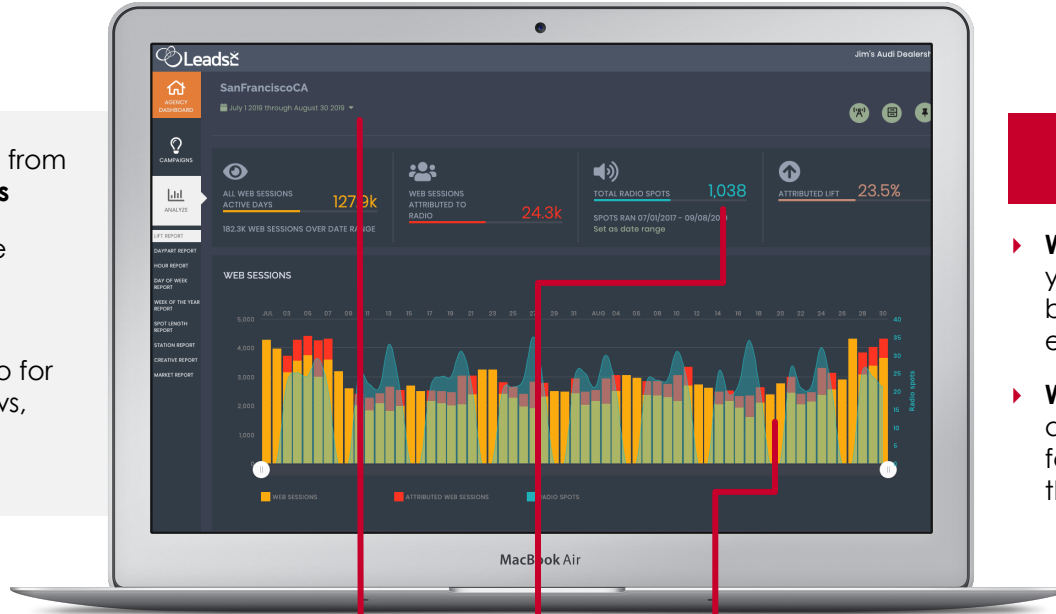 from
s
e
o for
vs,
LeadsRx
Jim's Audi Dealersh
AGENCY
DASHBOARD
SanFranciscoCA
July 1 2019 through August 30 2019
CAMPAIGNS
ANALYZE
ALL WEB SESSIONS
ACTIVE DAYS
127.9k
182.3K WEB SESSIONS OVER DATE RANGE
WEB SESSIONS
ATTRIBUTED TO
RADIO
24.3k
TOTAL RADIO SPOTS
1,038
SPOTS RAN 07/01/2017 - 09/08/20
Set as date range
ATTRIBUTED LIFT
23.5%
LIFT REPORT
DAYPART REPORT
HOUR REPORT
DAY OF WEEK
REPORT
WEEK OF THE YEAR
REPORT
SPOT LENGTH
REPORT
STATION REPORT
CREATIVE REPORT
MARKET REPORT
WEB SESSIONS
JUL 03 05 07 09 11 13 15 17 19 21 23 25 27 29 31 AUG 04 06 08 10 12 14 16 18 20 22 24 26 28 30
5,000
4,000
3,000
2,000
1,000
40
35
30
25
20
15
10
5
Radio spots
WEB SESSIONS
ATTRIBUTED WEB SESSIONS
RADIO SPOTS
MacBook Air
W
y
b
e
W
fo
th